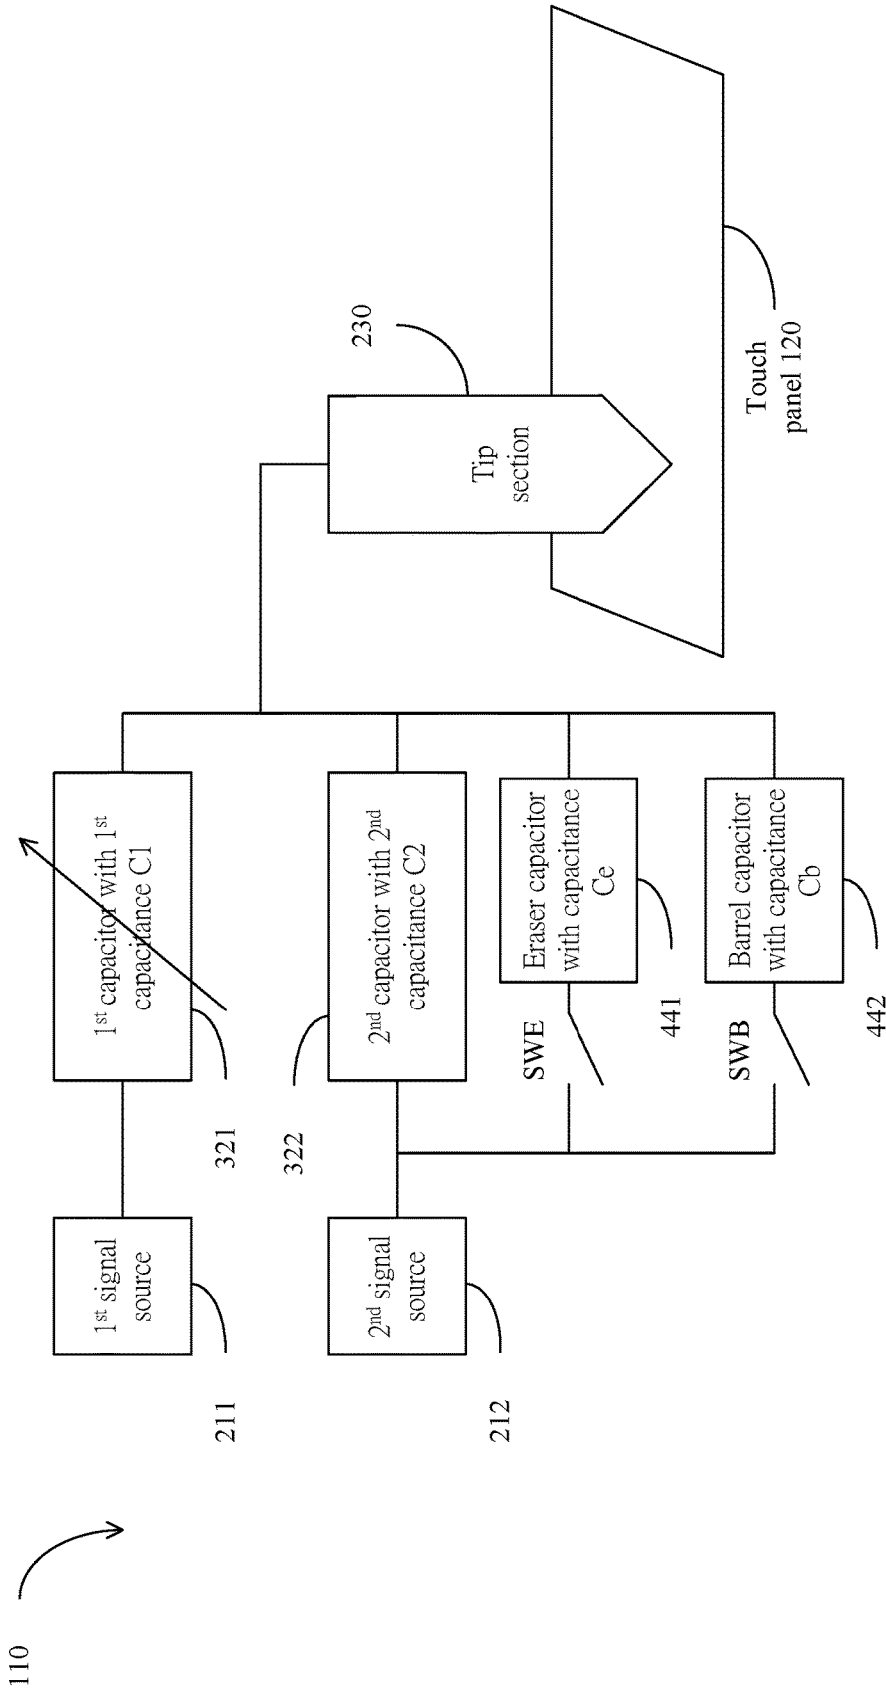 110
211
1st signal
source
321
1st capacitor with 1st
capacitance C1
212
2nd signal
source
322
2nd capacitor with 2nd
capacitance C2
SWE
Eraser capacitor
with capacitance
Ce
441
SWB
Barrel capacitor
with capacitance
Cb
442
230
Tip
section
Touch
panel 120